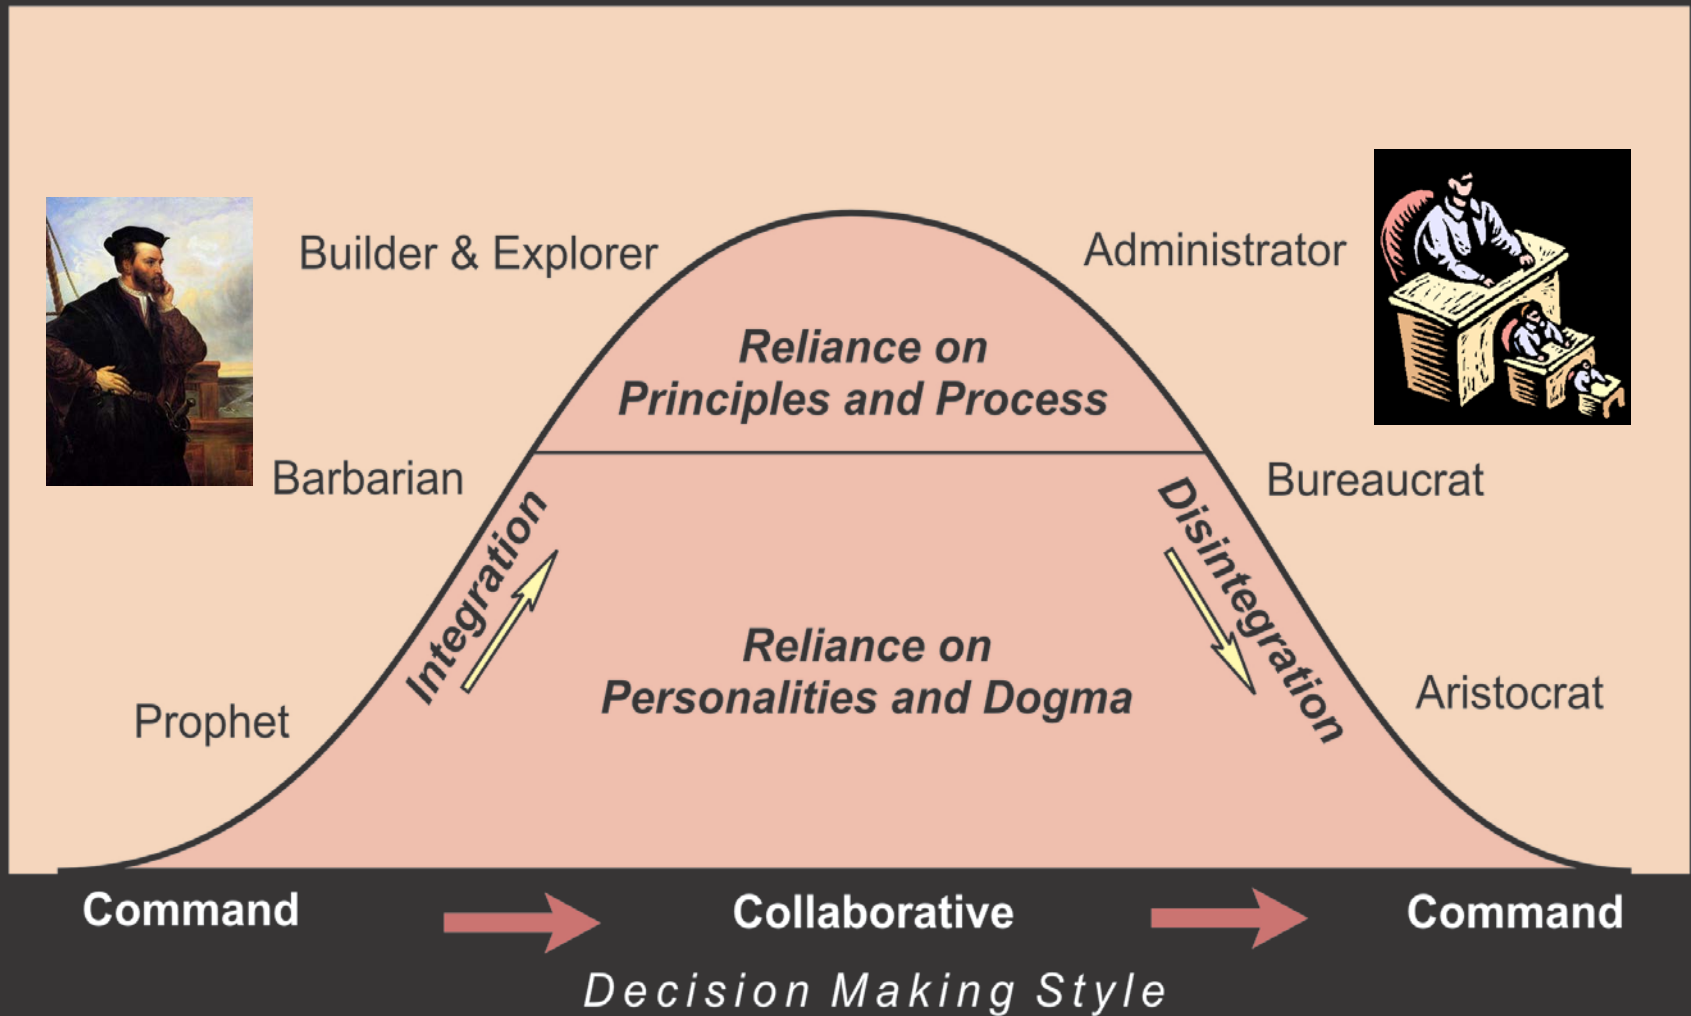 Builder & Explorer
Administrator
Reliance on
Principles and Process
Barbarian
Bureaucrat
Integration
Disintegration
Reliance on
Personalities and Dogma
Prophet
Aristocrat
Command
Collaborative
Command
Decision Making Style